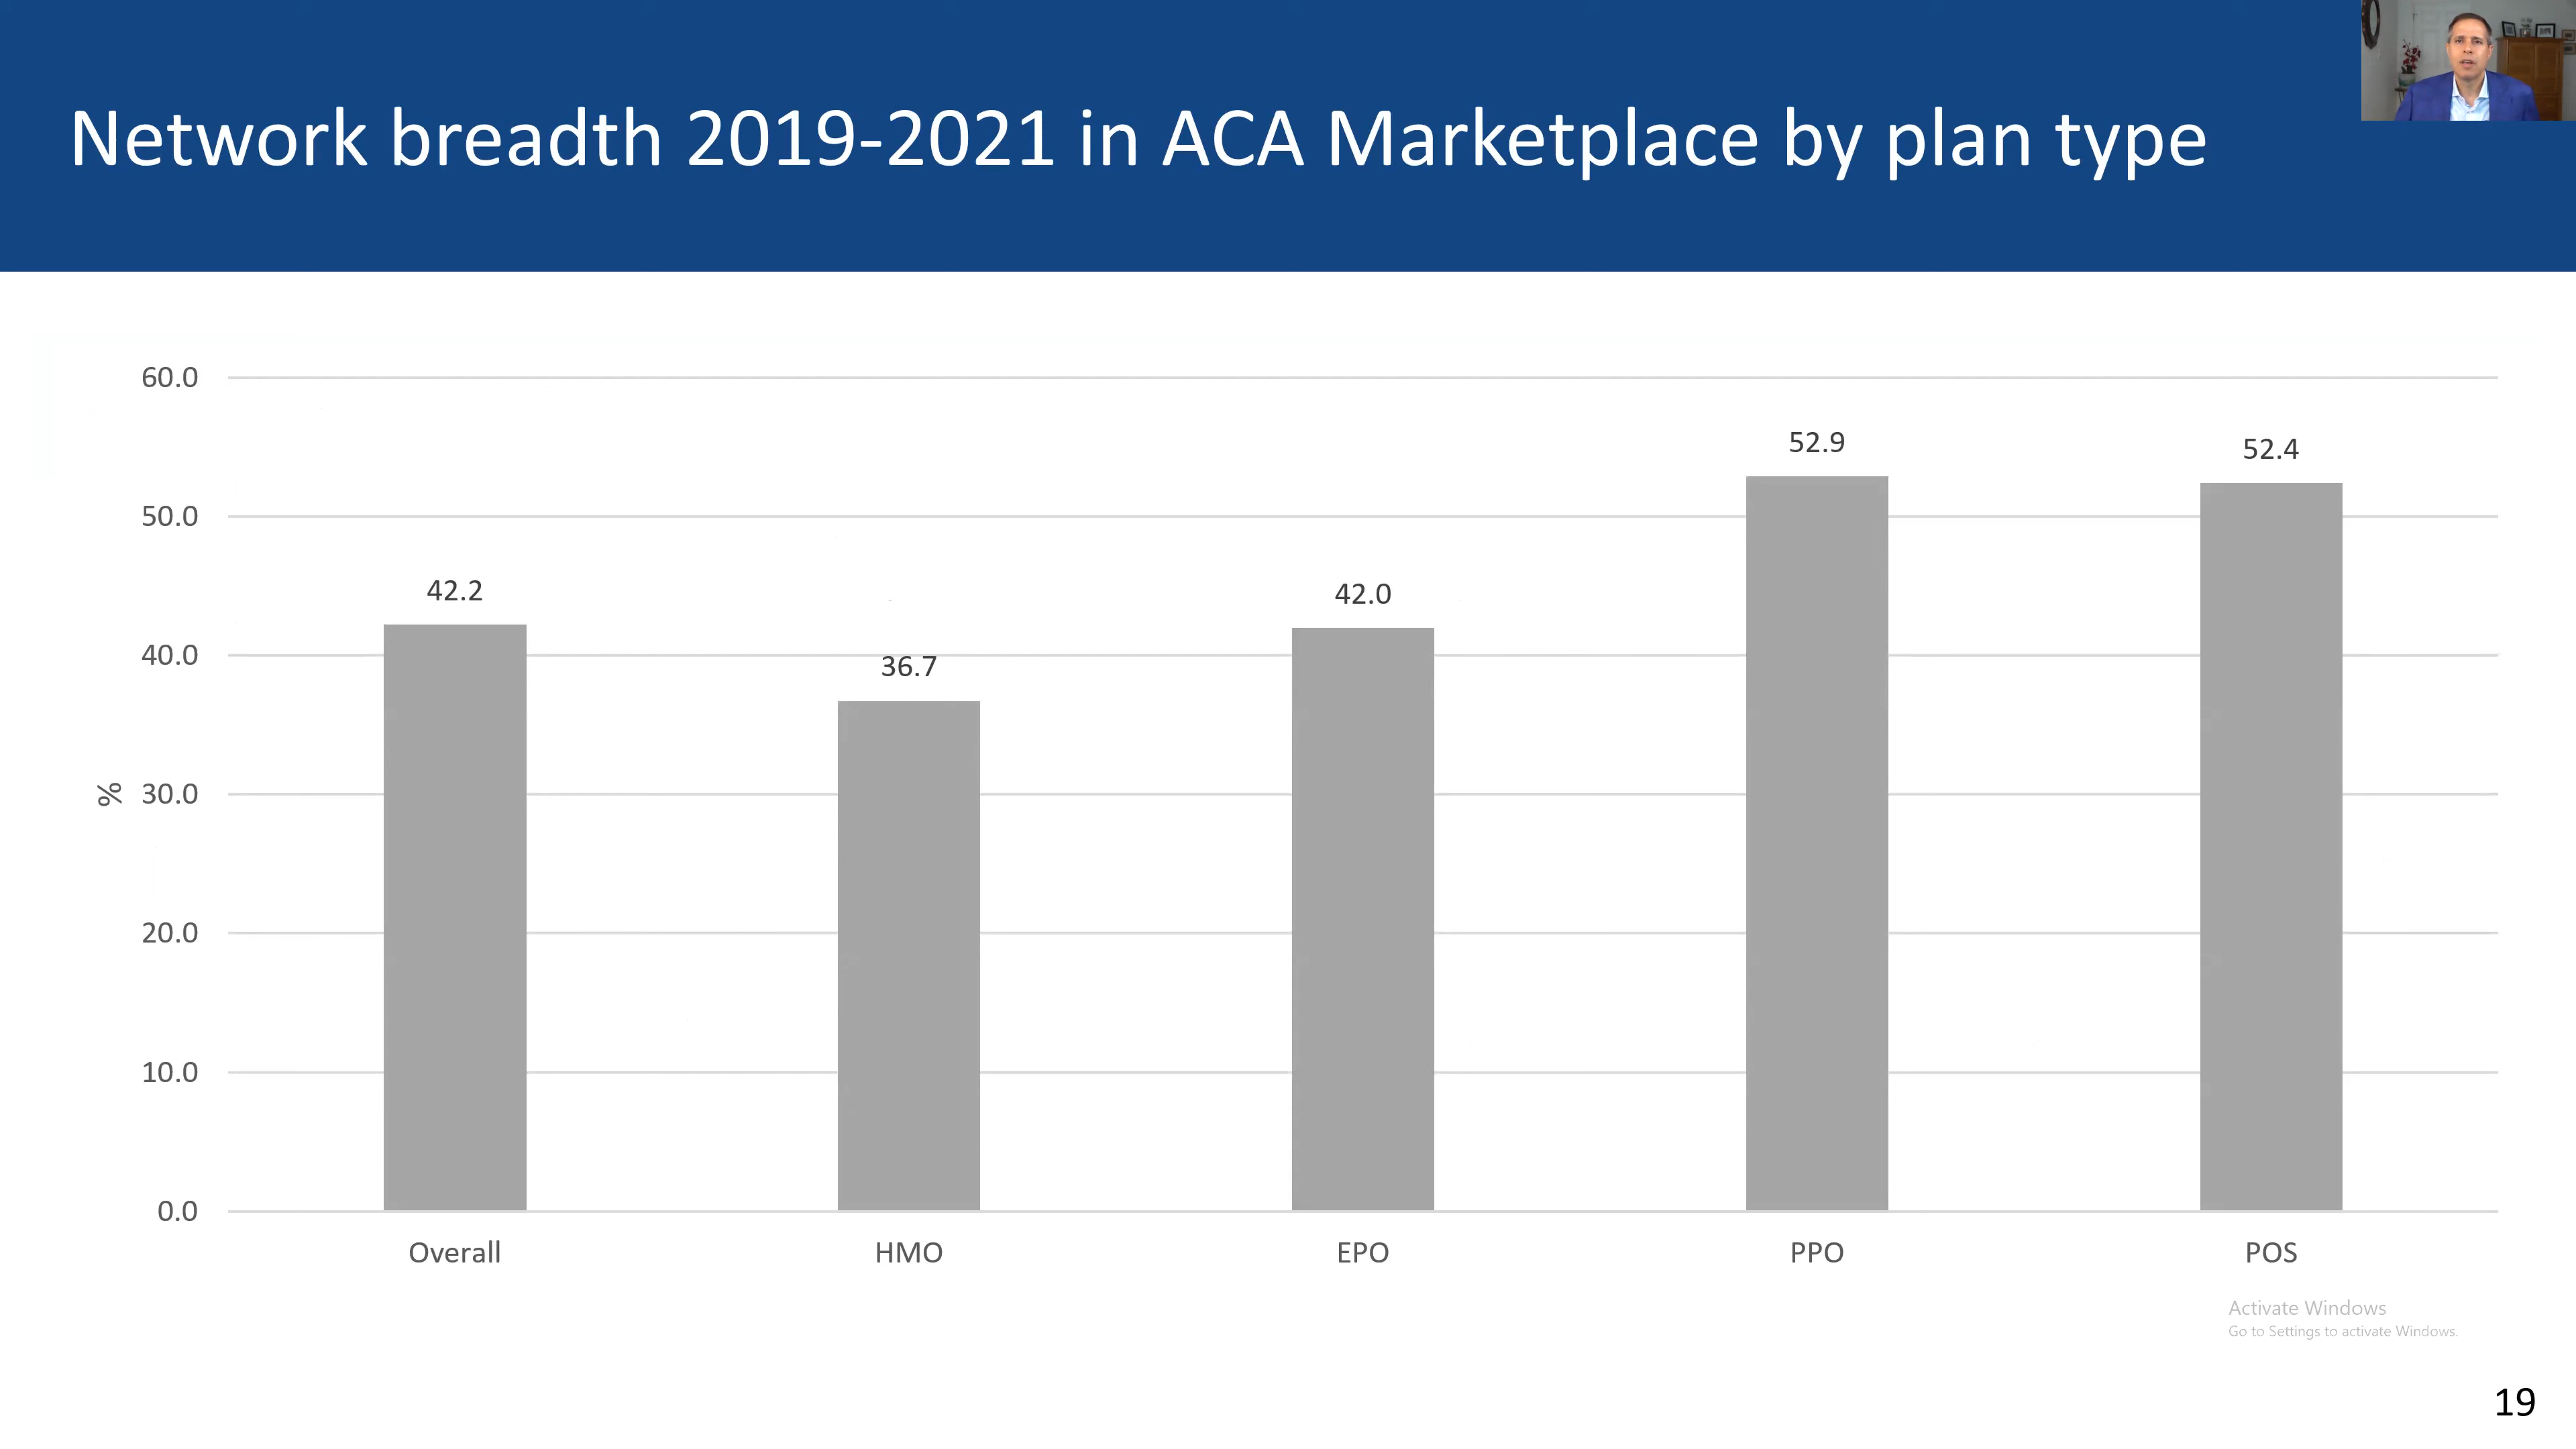 Network breadth 2019-2021 in ACA Marketplace by plan type
60.0
50.0
40.0
30.0
20.0
10.0
0.0
%
42.2
36.7
42.0
52.9
52.4
Overall
HMO
EPO
PPO
POS
Activate Windows
Go to Settings to activate Windows.
19